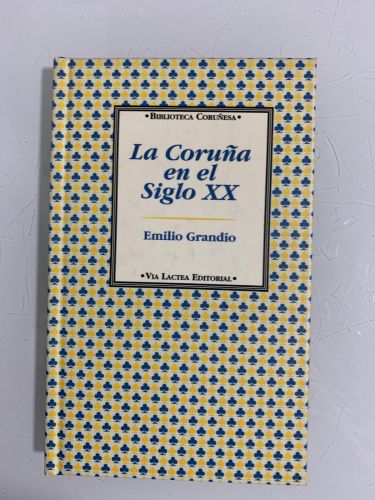 • BIBLIOTECA CORUÑESA •
La Coruña
en el
Siglo XX
Emilio Grandío
• VIA LACTEA EDITORIAL •